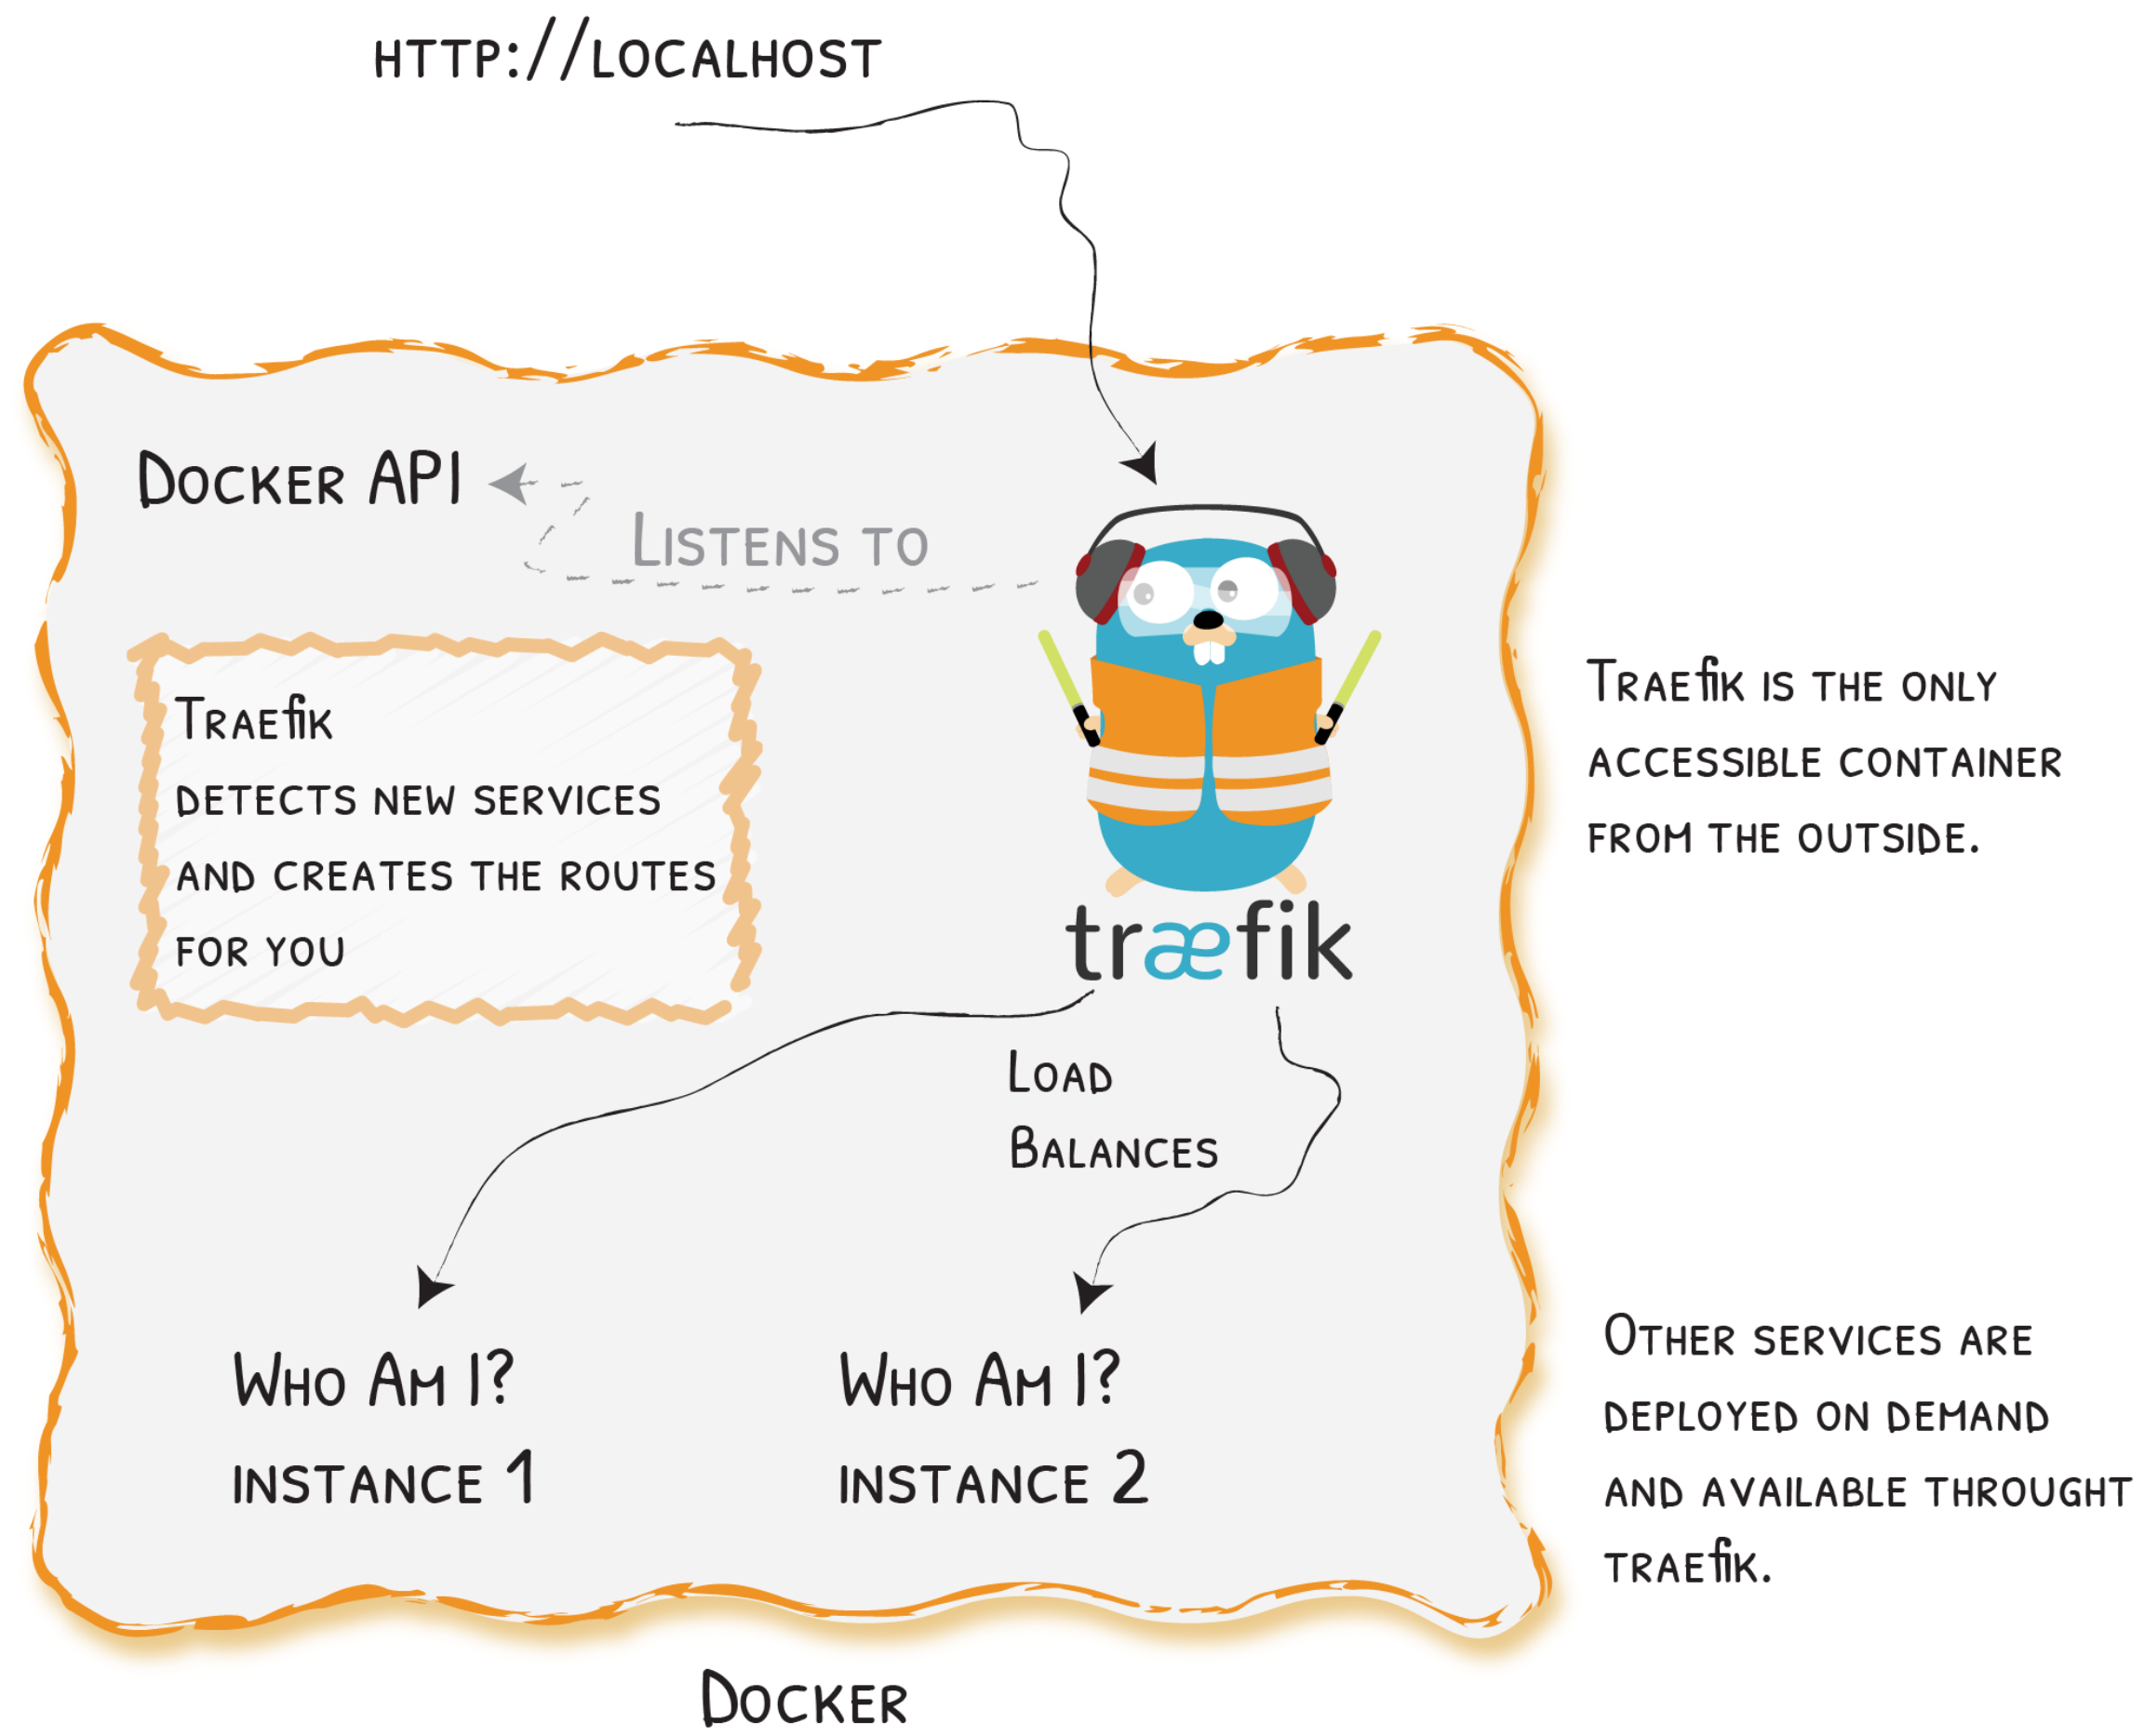 http://localhost
Docker API
Listens to
Traefik
detects new services
and creates the routes
for you
træfik
Traefik is the only
accessible container
from the outside.
Load
Balances
Who Am I?
instance 1
Who Am I?
instance 2
Other services are
deployed on demand
and available throught
traefik.
Docker